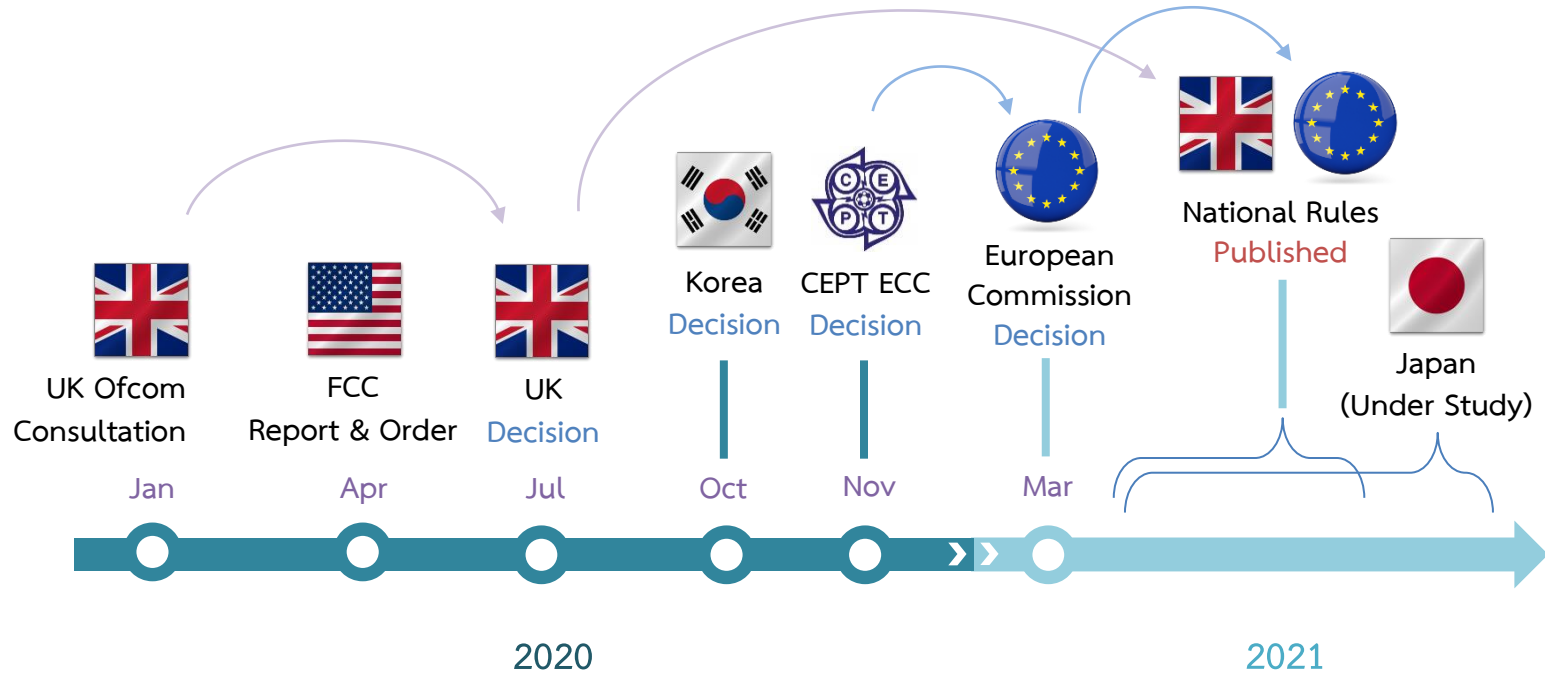 UK Ofcom
Consultation
Jan
FCC
Report & Order
Apr
UK
Decision
Jul
Korea
Decision
Oct
C E
P T
CEPT ECC
Decision
Nov
European
Commission
Decision
Mar
National Rules
Published
Japan
(Under Study)
2020
2021